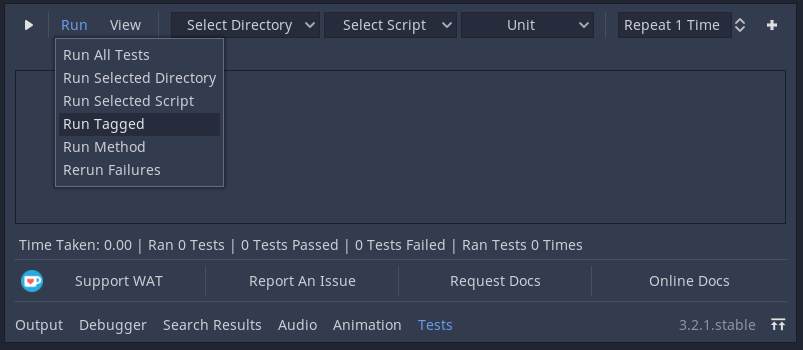 Run View Select Directory Select Script Unit Repeat 1 Time
Run All Tests
Run Selected Directory
Run Selected Script
Run Tagged
Run Method
Rerun Failures
Time Taken: 0.00 | Ran 0 Tests | 0 Tests Passed | 0 Tests Failed | Ran Tests 0 Times
Support WAT Report An Issue Request Docs Online Docs
Output Debugger Search Results Audio Animation Tests 3.2.1.stable